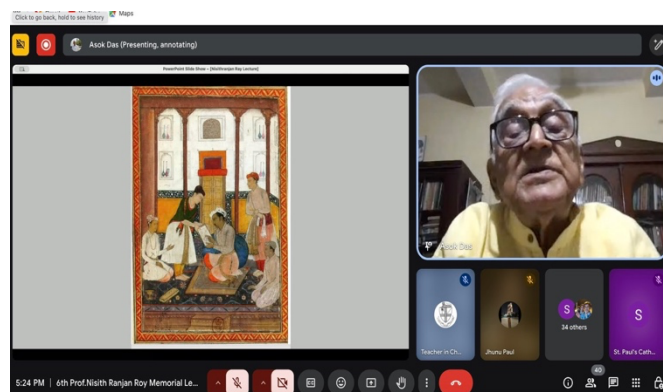 Click to go back, hold to see history
Maps
Asok Das (Presenting, annotating)
PowerPoint Slide Show - [Maitriranjan Ray Lecture]
Asok Das
Teacher in Ch...
Jhunu Paul
S
34 others
S
St. Paul's Cath...
5:24 PM | 6th Prof.Nisith Ranjan Roy Memorial Le...
40